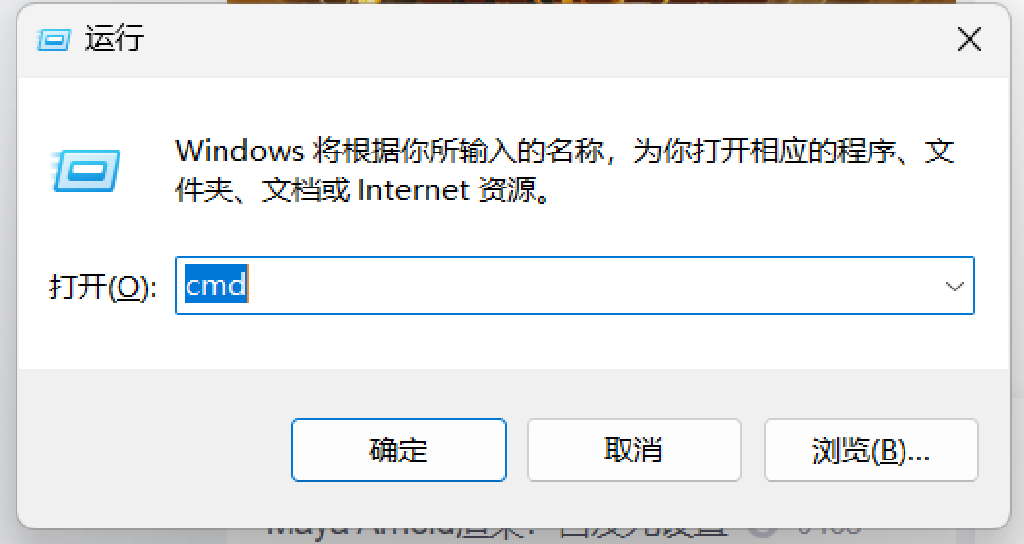 运行
Windows 将根据你所输入的名称，为你打开相应的程序、文
件夹、文档或 Internet 资源。
打开(O):
cmd
确定
取消
浏览(B)...